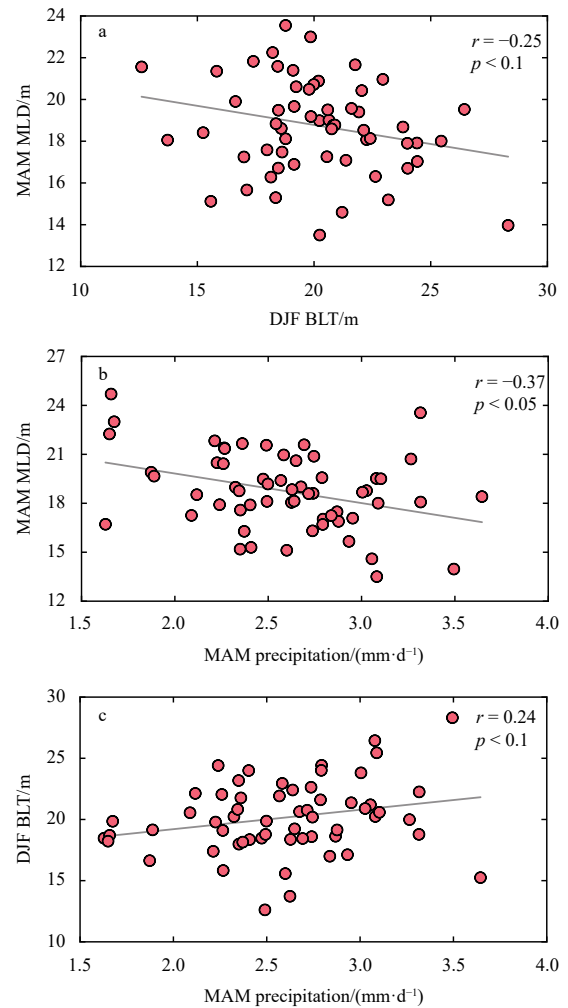 24
a
r = −0.25
22
p < 0.1
20
18
16
14
12
MAM MLD/m
10
15
20
25
30
DJF BLT/m
27
b
r = −0.37
24
p < 0.05
21
18
15
12
MAM MLD/m
1.5
2.0
2.5
3.0
3.5
4.0
MAM precipitation/(mm·d⁻¹)
30
c
r = 0.24
25
p < 0.1
20
15
10
DJF BLT/m
1.5
2.0
2.5
3.0
3.5
4.0
MAM precipitation/(mm·d⁻¹)